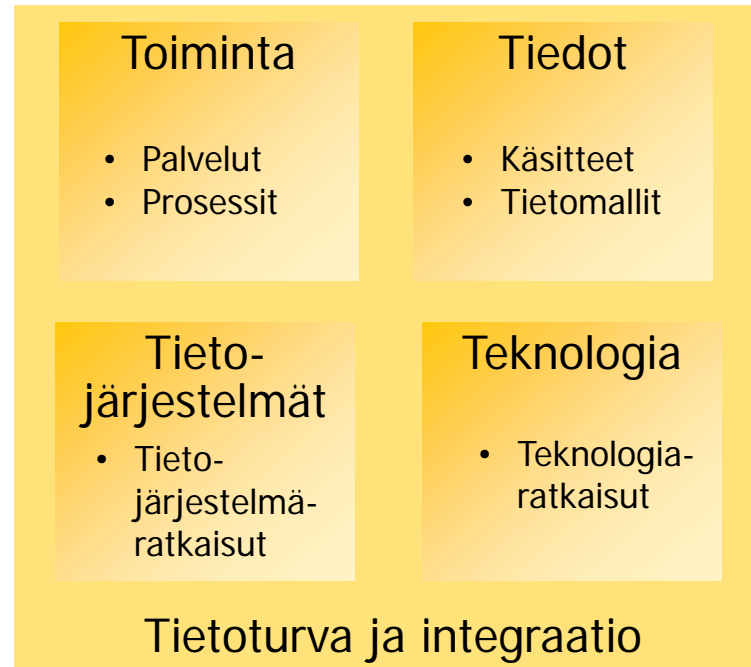 Toiminta
• Palvelut
• Prosessit
Tiedot
• Käsitteet
• Tietomallit
Tieto-
järjestelmät
• Tieto-
järjestelmä-
ratkaisut
Teknologia
• Teknologia-
ratkaisut
Tietoturva ja integraatio